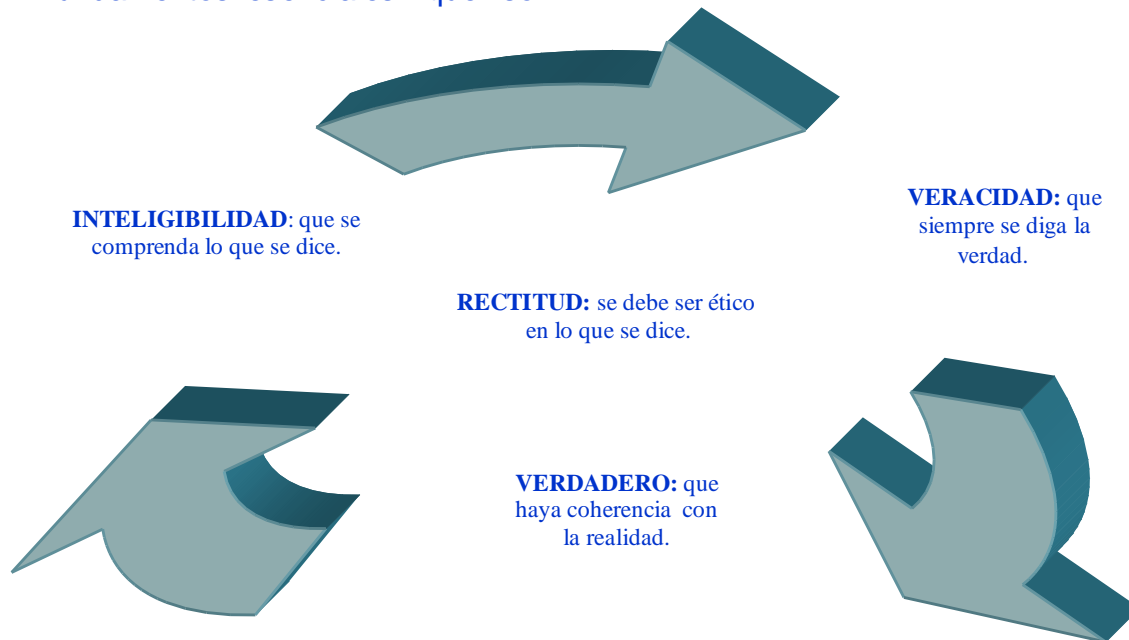 INTELIGIBILIDAD: que se
comprenda lo que se dice.
VERACIDAD: que
siempre se diga la
verdad.
RECTITUD: se debe ser ético
en lo que se dice.
VERDADERO: que
haya coherencia con
la realidad.